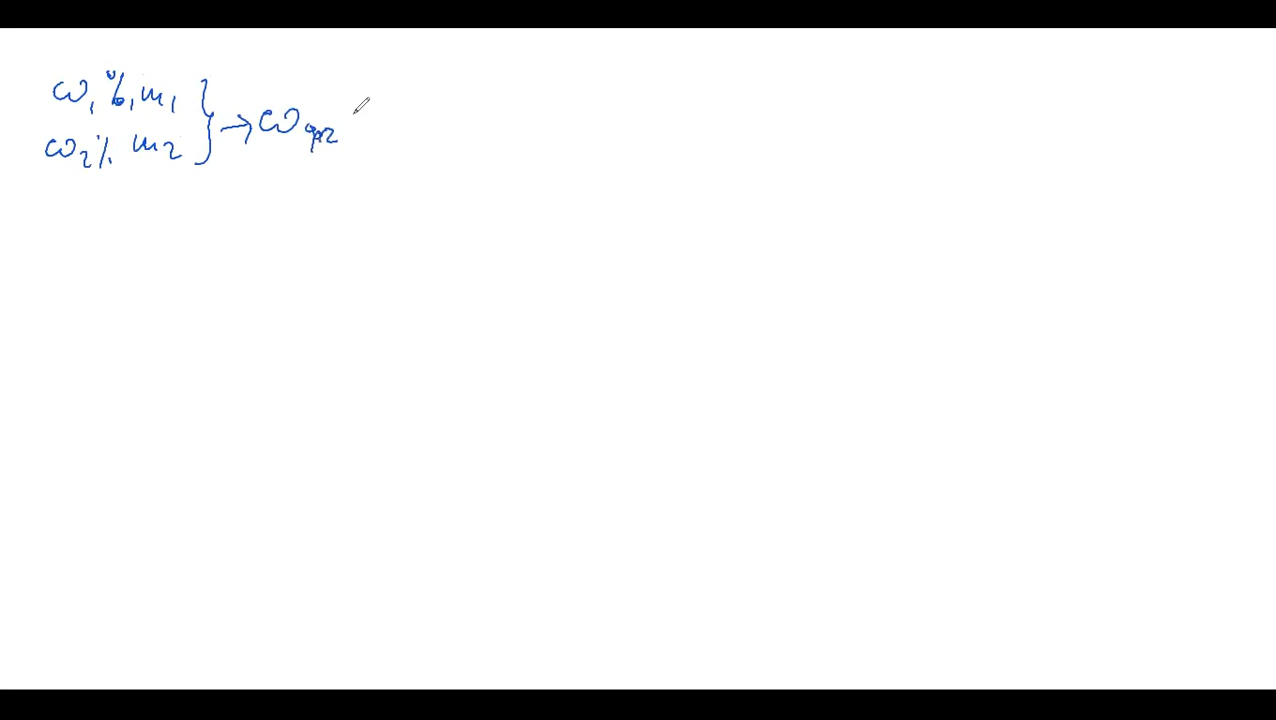 ω₁%, m₁ } → ω
ω₂% m₂